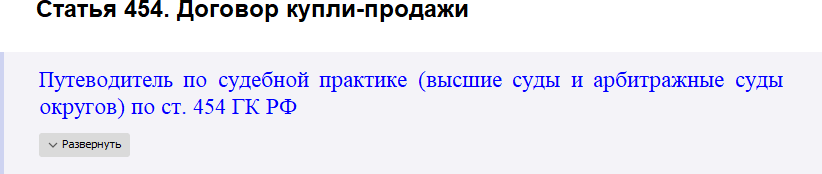 Статья 454. Договор купли-продажи
Путеводитель по судебной практике (высшие суды и арбитражные суды
округов) по ст. 454 ГК РФ
Развернуть